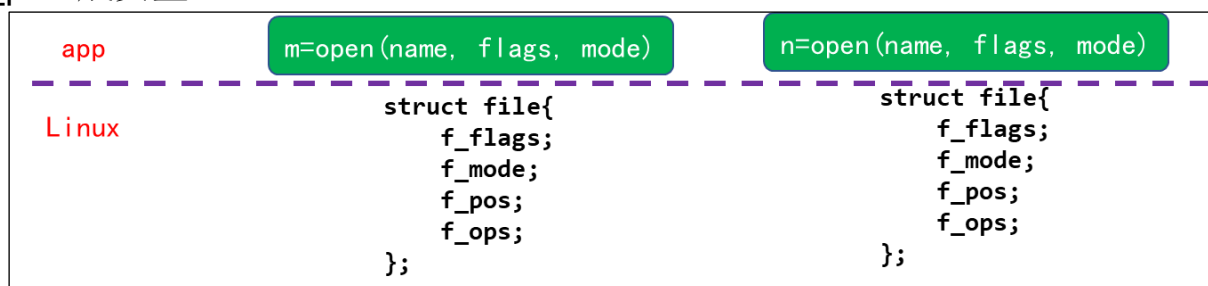 app
m=open(name, flags, mode)
n=open(name, flags, mode)
Linux
struct file{
f_flags;
f_mode;
f_pos;
f_ops;
};
struct file{
f_flags;
f_mode;
f_pos;
f_ops;
};